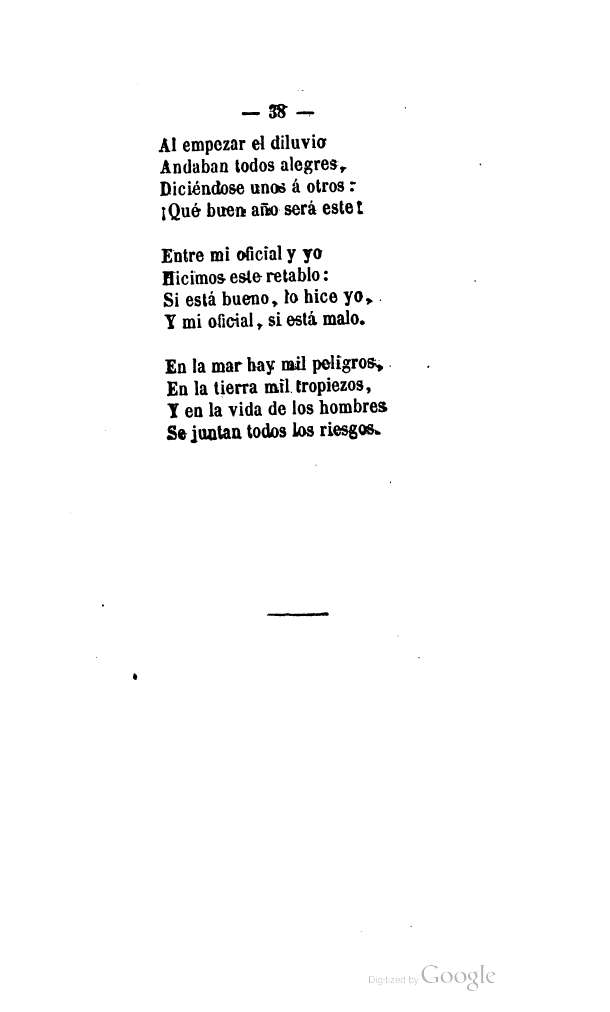 — 38 —
Al empezar el diluvio
Andaban todos alegres,
Diciéndose unos á otros:
¡Qué buen año será este!

Entre mi oficial y yo
Hicimos este retablo:
Si está bueno, lo hice yo,
Y mi oficial, si está malo.

En la mar hay mil peligros,
En la tierra mil tropiezos,
Y en la vida de los hombres
Se juntan todos los riesgos.

Digitized by Google